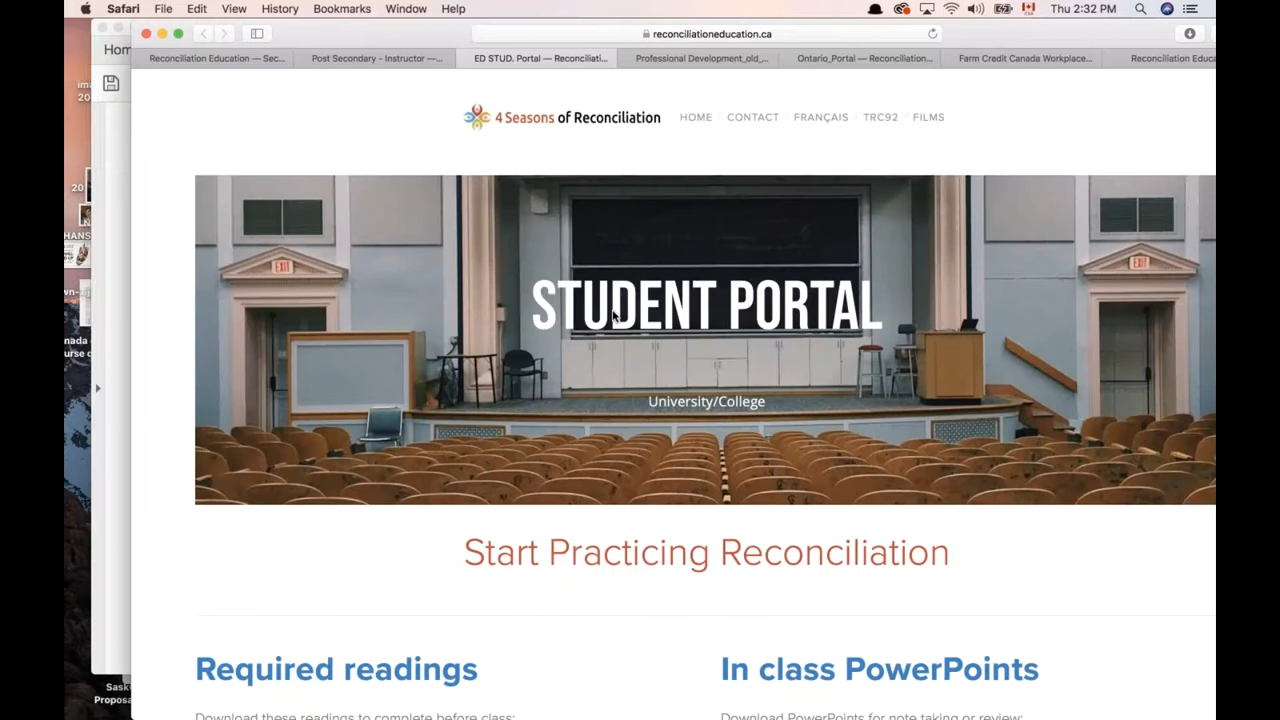 Safari File Edit View History Bookmarks Window Help Thu 2:32 PM
Hom
reconciliationeducation.ca
Reconciliation Education — Sec... Post Secondary - Instructor —... ED STUD. Portal — Reconciliati... Professional Development_old_... Ontario_Portal — Reconciliation... Farm Credit Canada Workplace... Reconciliation Educa
4 Seasons of Reconciliation HOME CONTACT FRANÇAIS TRC92 FILMS
EXIT EXIT
STUDENT PORTAL
University/College
Start Practicing Reconciliation
Required readings In class PowerPoints
Download these readings to complete before class: Download PowerPoints for note taking or review:
Sask
Proposa